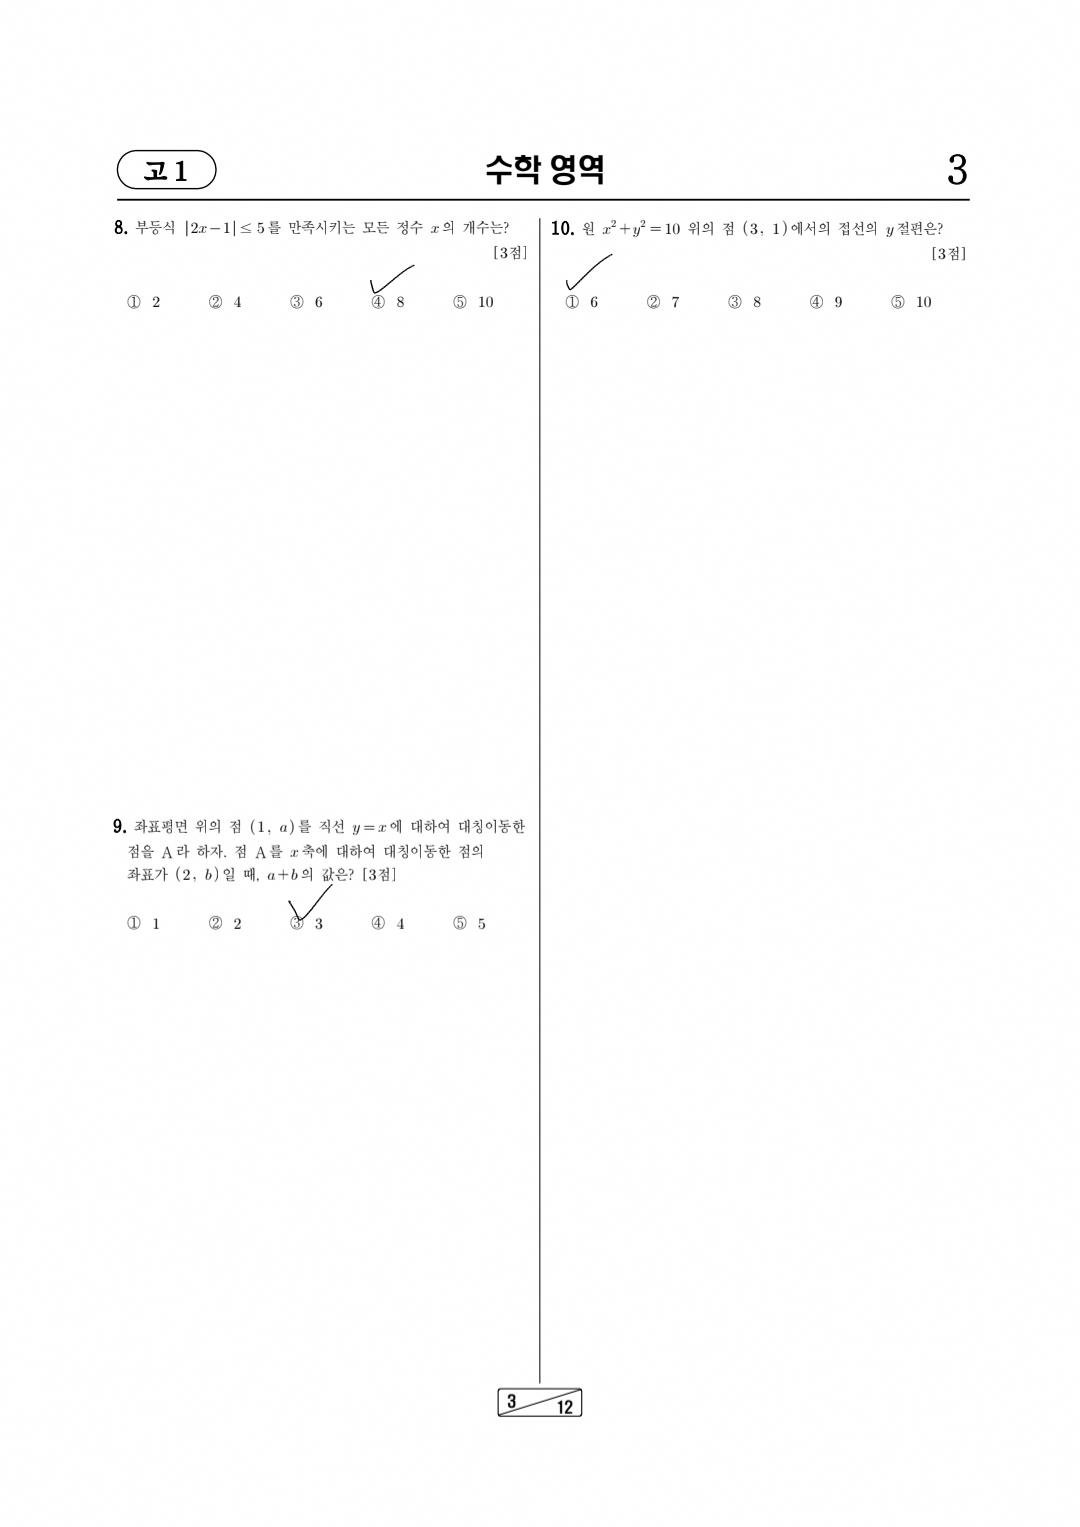 고1
수학 영역
3
8. 부등식 |2x-1| ≤ 5를 만족시키는 모든 정수 x의 개수는?
[3점]
① 2 ② 4 ③ 6 ④ 8 ⑤ 10
9. 좌표평면 위의 점 (1, a)를 직선 y=x에 대하여 대칭이동한
점을 A라 하자. 점 A를 x축에 대하여 대칭이동한 점의
좌표가 (2, b)일 때, a+b의 값은? [3점]
① 1 ② 2 ③ 3 ④ 4 ⑤ 5
10. 원 x²+y²=10 위의 점 (3, 1)에서의 접선의 y절편은?
[3점]
① 6 ② 7 ③ 8 ④ 9 ⑤ 10
3
12